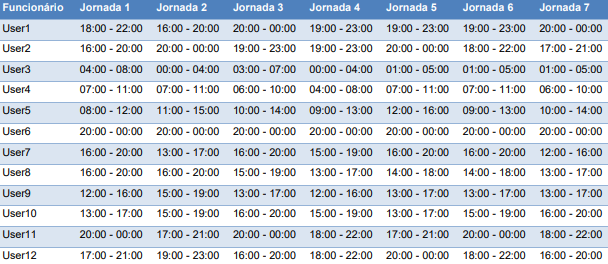 Funcionário Jornada 1 Jornada 2 Jornada 3 Jornada 4 Jornada 5 Jornada 6 Jornada 7
User1 18:00 - 22:00 16:00 - 20:00 20:00 - 00:00 19:00 - 23:00 19:00 - 23:00 19:00 - 23:00 20:00 - 00:00
User2 16:00 - 20:00 20:00 - 00:00 19:00 - 23:00 19:00 - 23:00 20:00 - 00:00 18:00 - 22:00 17:00 - 21:00
User3 04:00 - 08:00 00:00 - 04:00 03:00 - 07:00 00:00 - 04:00 01:00 - 05:00 01:00 - 05:00 01:00 - 05:00
User4 07:00 - 11:00 07:00 - 11:00 06:00 - 10:00 04:00 - 08:00 07:00 - 11:00 07:00 - 11:00 06:00 - 10:00
User5 08:00 - 12:00 11:00 - 15:00 10:00 - 14:00 09:00 - 13:00 12:00 - 16:00 09:00 - 13:00 10:00 - 14:00
User6 20:00 - 00:00 20:00 - 00:00 20:00 - 00:00 20:00 - 00:00 20:00 - 00:00 20:00 - 00:00 20:00 - 00:00
User7 16:00 - 20:00 13:00 - 17:00 16:00 - 20:00 15:00 - 19:00 16:00 - 20:00 16:00 - 20:00 12:00 - 16:00
User8 16:00 - 20:00 16:00 - 20:00 15:00 - 19:00 13:00 - 17:00 14:00 - 18:00 14:00 - 18:00 13:00 - 17:00
User9 12:00 - 16:00 15:00 - 19:00 13:00 - 17:00 12:00 - 16:00 13:00 - 17:00 13:00 - 17:00 13:00 - 17:00
User10 13:00 - 17:00 15:00 - 19:00 16:00 - 20:00 15:00 - 19:00 13:00 - 17:00 15:00 - 19:00 16:00 - 20:00
User11 20:00 - 00:00 17:00 - 21:00 20:00 - 00:00 18:00 - 22:00 17:00 - 21:00 20:00 - 00:00 18:00 - 22:00
User12 17:00 - 21:00 19:00 - 23:00 16:00 - 20:00 18:00 - 22:00 20:00 - 00:00 18:00 - 22:00 16:00 - 20:00